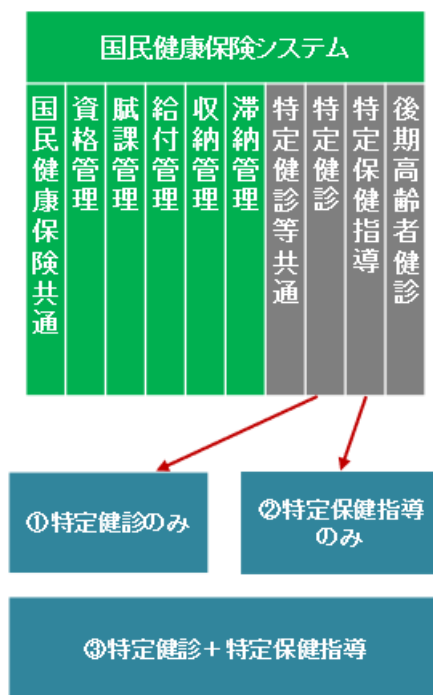 国民健康保険システム
国民健康保険共通
資格管理
賦課管理
給付管理
収納管理
滞納管理
特定健診等共通
特定健診
特定保健指導
後期高齢者健診
①特定健診のみ
②特定保健指導
のみ
③特定健診＋特定保健指導